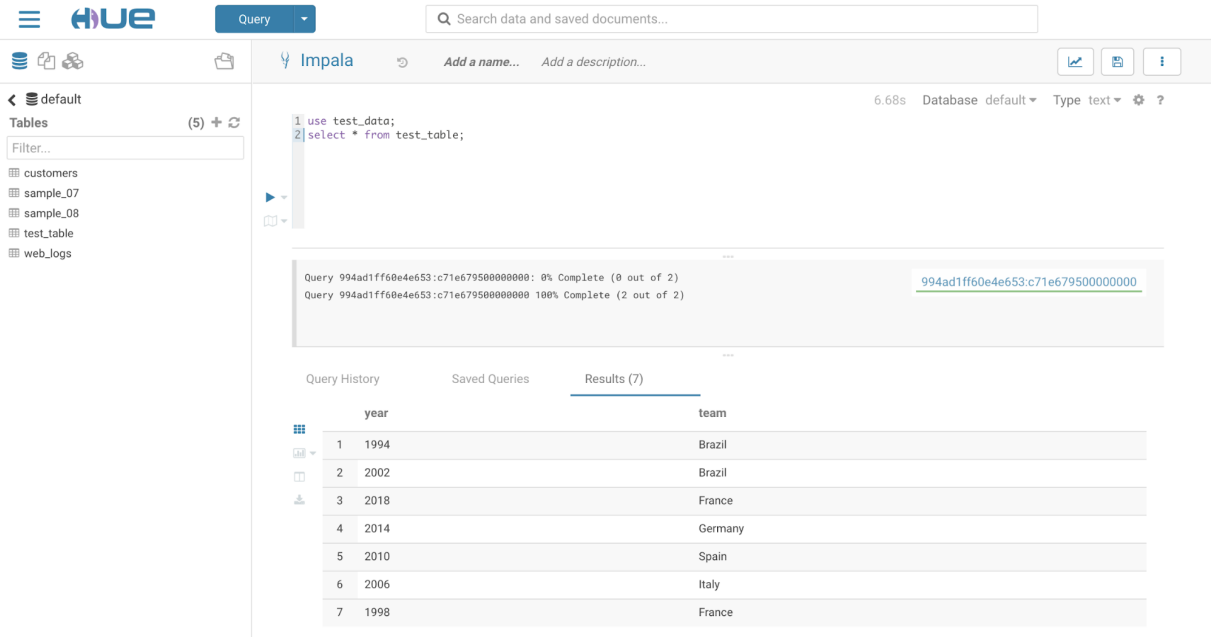 HUE
Query
Search data and saved documents...
Impala
Add a name...
Add a description...
default
Tables
(5)
Filter...
customers
sample_07
sample_08
test_table
web_logs
6.68s Database default Type text ?
1 use test_data;
2 select * from test_table;
Query 994ad1ff60e4e653:c71e679500000000: 0% Complete (0 out of 2)
Query 994ad1ff60e4e653:c71e679500000000 100% Complete (2 out of 2)
994ad1ff60e4e653:c71e679500000000
Query History Saved Queries Results (7)
year team
1 1994 Brazil
2 2002 Brazil
3 2018 France
4 2014 Germany
5 2010 Spain
6 2006 Italy
7 1998 France